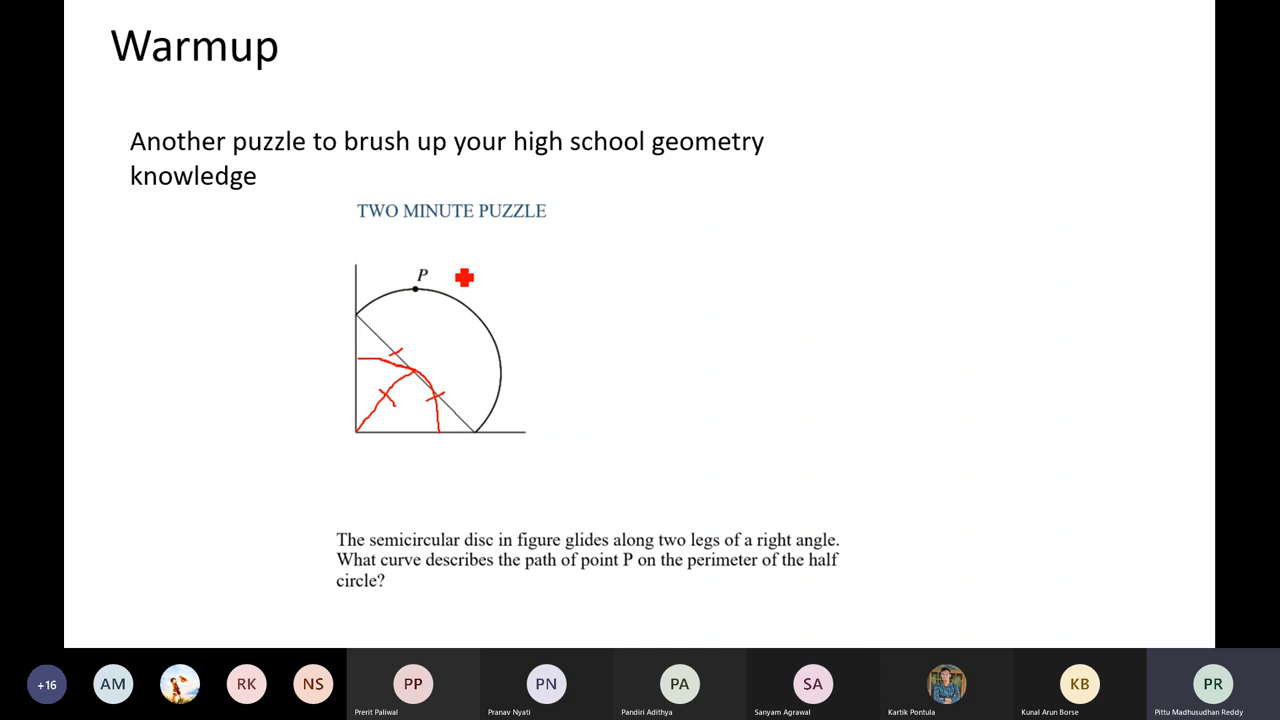 Warmup
Another puzzle to brush up your high school geometry
knowledge
TWO MINUTE PUZZLE
P
The semicircular disc in figure glides along two legs of a right angle.
What curve describes the path of point P on the perimeter of the half
circle?
+16
AM
RK
NS
PP
PN
PA
SA
KB
PR
Prerit Paliwal
Pranav Nyati
Pandiri Adithya
Sanyam Agrawal
Kartik Pontula
Kunal Arun Borse
Pittu Madhusudhan Reddy